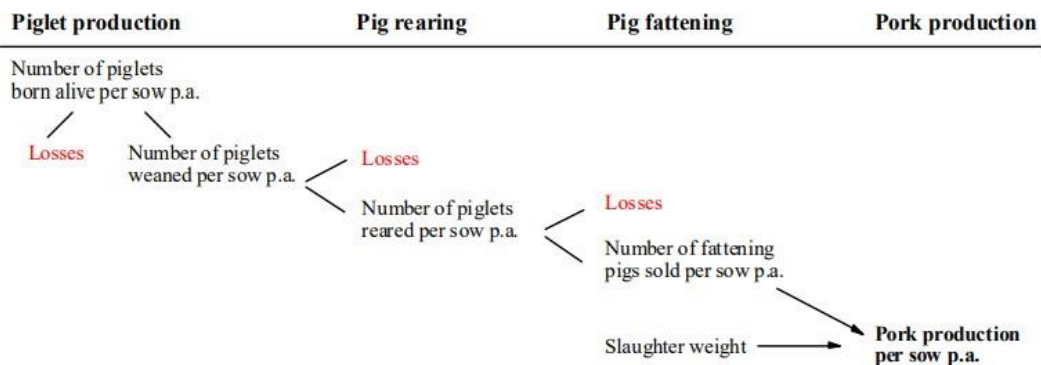 Piglet production
Pig rearing
Pig fattening
Pork production
Number of piglets
born alive per sow p.a.
Losses
Number of piglets
weaned per sow p.a.
Losses
Number of piglets
reared per sow p.a.
Losses
Number of fattening
pigs sold per sow p.a.
Slaughter weight
Pork production
per sow p.a.